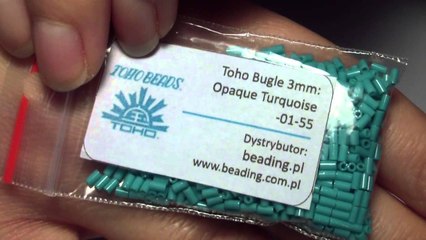 TOHO BEADS.
TOHO
Toho Bugle 3mm:
Opaque Turquoise
-01-55
Dystrybutor:
beading.pl
www.beading.com.pl